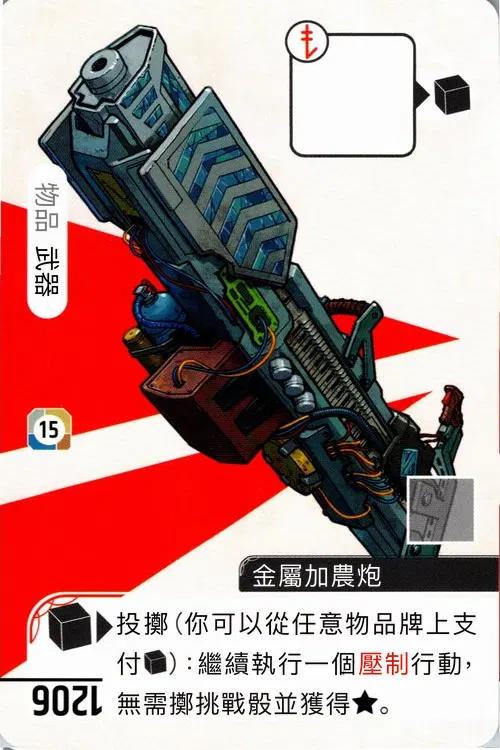 物品 武器
15
金屬加農炮
投擲(你可以從任意物品牌上支
付):繼續執行一個壓制行動,
無需擲挑戰骰並獲得★。
1206